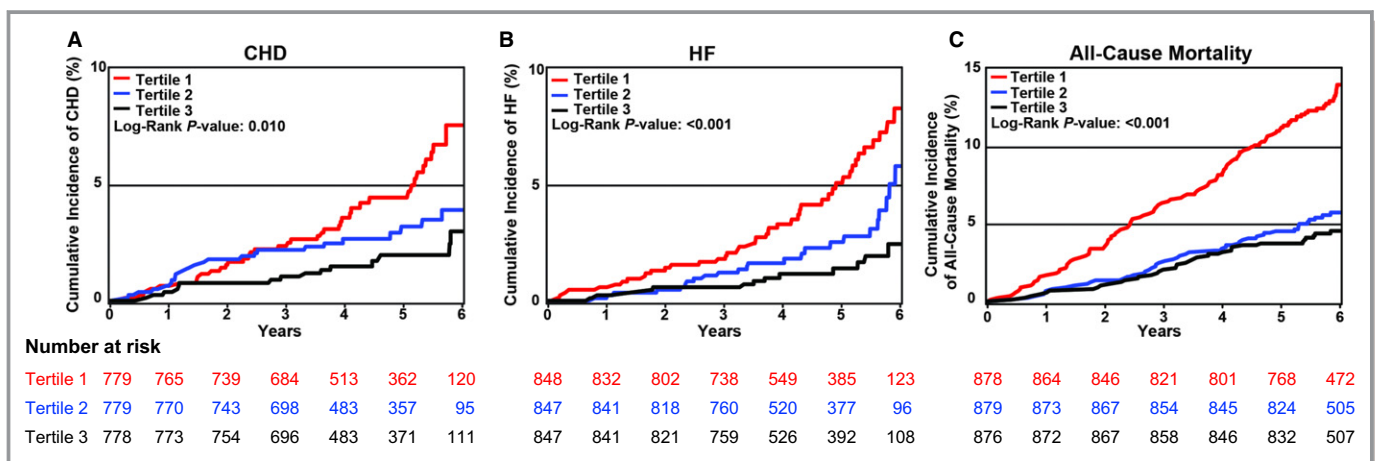 A
CHD
Cumulative Incidence of CHD (%)
10
5
0
Tertile 1
Tertile 2
Tertile 3
Log-Rank P-value: 0.010
0 1 2 3 4 5 6
Years
B
HF
Cumulative Incidence of HF (%)
10
5
0
Tertile 1
Tertile 2
Tertile 3
Log-Rank P-value: <0.001
0 1 2 3 4 5 6
Years
C
All-Cause Mortality
Cumulative Incidence
of All-Cause Mortality (%)
15
10
5
0
Tertile 1
Tertile 2
Tertile 3
Log-Rank P-value: <0.001
0 1 2 3 4 5 6
Years
Number at risk
Tertile 1 779 765 739 684 513 362 120 848 832 802 738 549 385 123 878 864 846 821 801 768 472
Tertile 2 779 770 743 698 483 357 95 847 841 818 760 520 377 96 879 873 867 854 845 824 505
Tertile 3 778 773 754 696 483 371 111 847 841 821 759 526 392 108 876 872 867 858 846 832 507